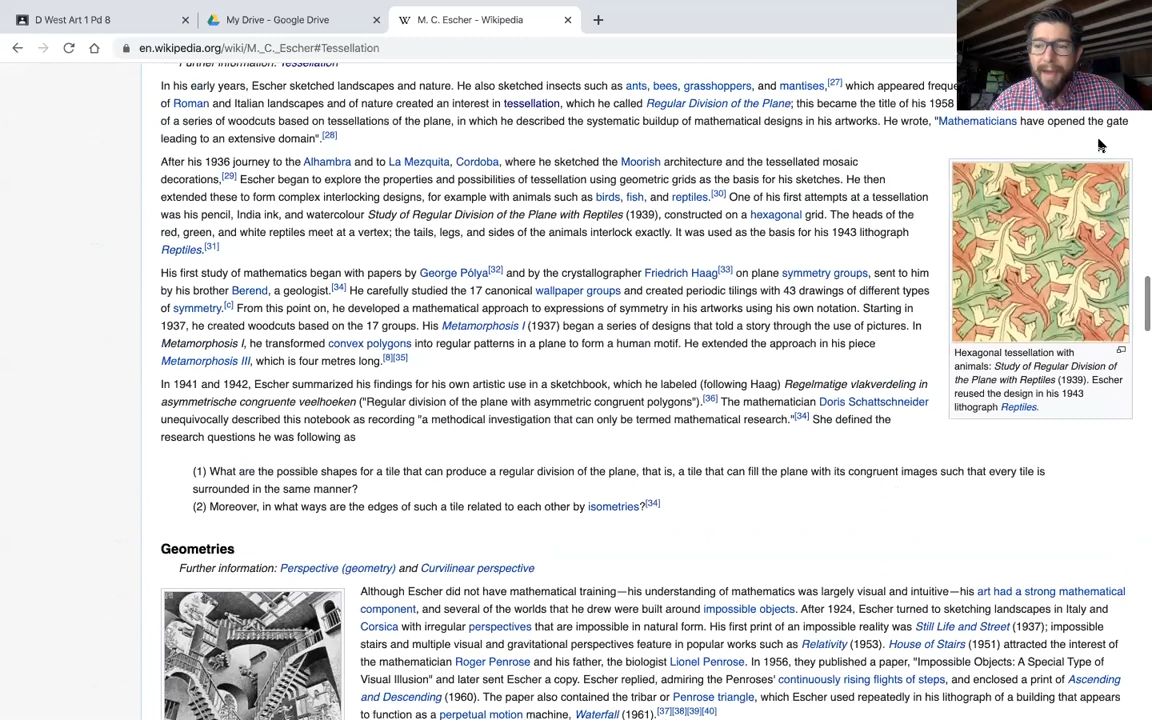 D West Art 1 Pd 8
My Drive - Google Drive
W M. C. Escher - Wikipedia
en.wikipedia.org/wiki/M._C._Escher#Tessellation
Further information: Tessellation
In his early years, Escher sketched landscapes and nature. He also sketched insects such as ants, bees, grasshoppers, and mantises,[27] which appeared
of Roman and Italian landscapes and of nature created an interest in tessellation, which he called Regular Division of the Plane; this became the title of his 1958
of a series of woodcuts based on tessellations of the plane, in which he described the systematic buildup of mathematical designs in his artworks. He wrote, "Mathematicians have opened the gate
leading to an extensive domain".[28]
After his 1936 journey to the Alhambra and to La Mezquita, Cordoba, where he sketched the Moorish architecture and the tessellated mosaic
decorations,[29] Escher began to explore the properties and possibilities of tessellation using geometric grids as the basis for his sketches. He then
extended these to form complex interlocking designs, for example with animals such as birds, fish, and reptiles.[30] One of his first attempts at a tessellation
was his pencil, India ink, and watercolour Study of Regular Division of the Plane with Reptiles (1939), constructed on a hexagonal grid. The heads of the
red, green, and white reptiles meet at a vertex; the tails, legs, and sides of the animals interlock exactly. It was used as the basis for his 1943 lithograph
Reptiles.[31]
Hexagonal tessellation with
animals: Study of Regular Division of
the Plane with Reptiles (1939). Escher
reused the design in his 1943
lithograph Reptiles.
His first study of mathematics began with papers by George Pólya[32] and by the crystallographer Friedrich Haag[33] on plane symmetry groups, sent to him
by his brother Berend, a geologist.[34] He carefully studied the 17 canonical wallpaper groups and created periodic tilings with 43 drawings of different types
of symmetry.[c] From this point on, he developed a mathematical approach to expressions of symmetry in his artworks using his own notation. Starting in
1937, he created woodcuts based on the 17 groups. His Metamorphosis I (1937) began a series of designs that told a story through the use of pictures. In
Metamorphosis I, he transformed convex polygons into regular patterns in a plane to form a human motif. He extended the approach in his piece
Metamorphosis III, which is four metres long.[8][35]
In 1941 and 1942, Escher summarized his findings for his own artistic use in a sketchbook, which he labeled (following Haag) Regelmatige vlakverdeling in
asymmetrische congruente veelhoeken ("Regular division of the plane with asymmetric congruent polygons").[36] The mathematician Doris Schattschneider
unequivocally described this notebook as recording "a methodical investigation that can only be termed mathematical research."[34] She defined the
research questions he was following as
(1) What are the possible shapes for a tile that can produce a regular division of the plane, that is, a tile that can fill the plane with its congruent images such that every tile is
surrounded in the same manner?
(2) Moreover, in what ways are the edges of such a tile related to each other by isometries?[34]
Geometries
Further information: Perspective (geometry) and Curvilinear perspective
Although Escher did not have mathematical training—his understanding of mathematics was largely visual and intuitive—his art had a strong mathematical
component, and several of the worlds that he drew were built around impossible objects. After 1924, Escher turned to sketching landscapes in Italy and
Corsica with irregular perspectives that are impossible in natural form. His first print of an impossible reality was Still Life and Street (1937); impossible
stairs and multiple visual and gravitational perspectives feature in popular works such as Relativity (1953). House of Stairs (1951) attracted the interest of
the mathematician Roger Penrose and his father, the biologist Lionel Penrose. In 1956, they published a paper, "Impossible Objects: A Special Type of
Visual Illusion" and later sent Escher a copy. Escher replied, admiring the Penroses' continuously rising flights of steps, and enclosed a print of Ascending
and Descending (1960). The paper also contained the tribar or Penrose triangle, which Escher used repeatedly in his lithograph of a building that appears
to function as a perpetual motion machine, Waterfall (1961).[37][38][39][40]